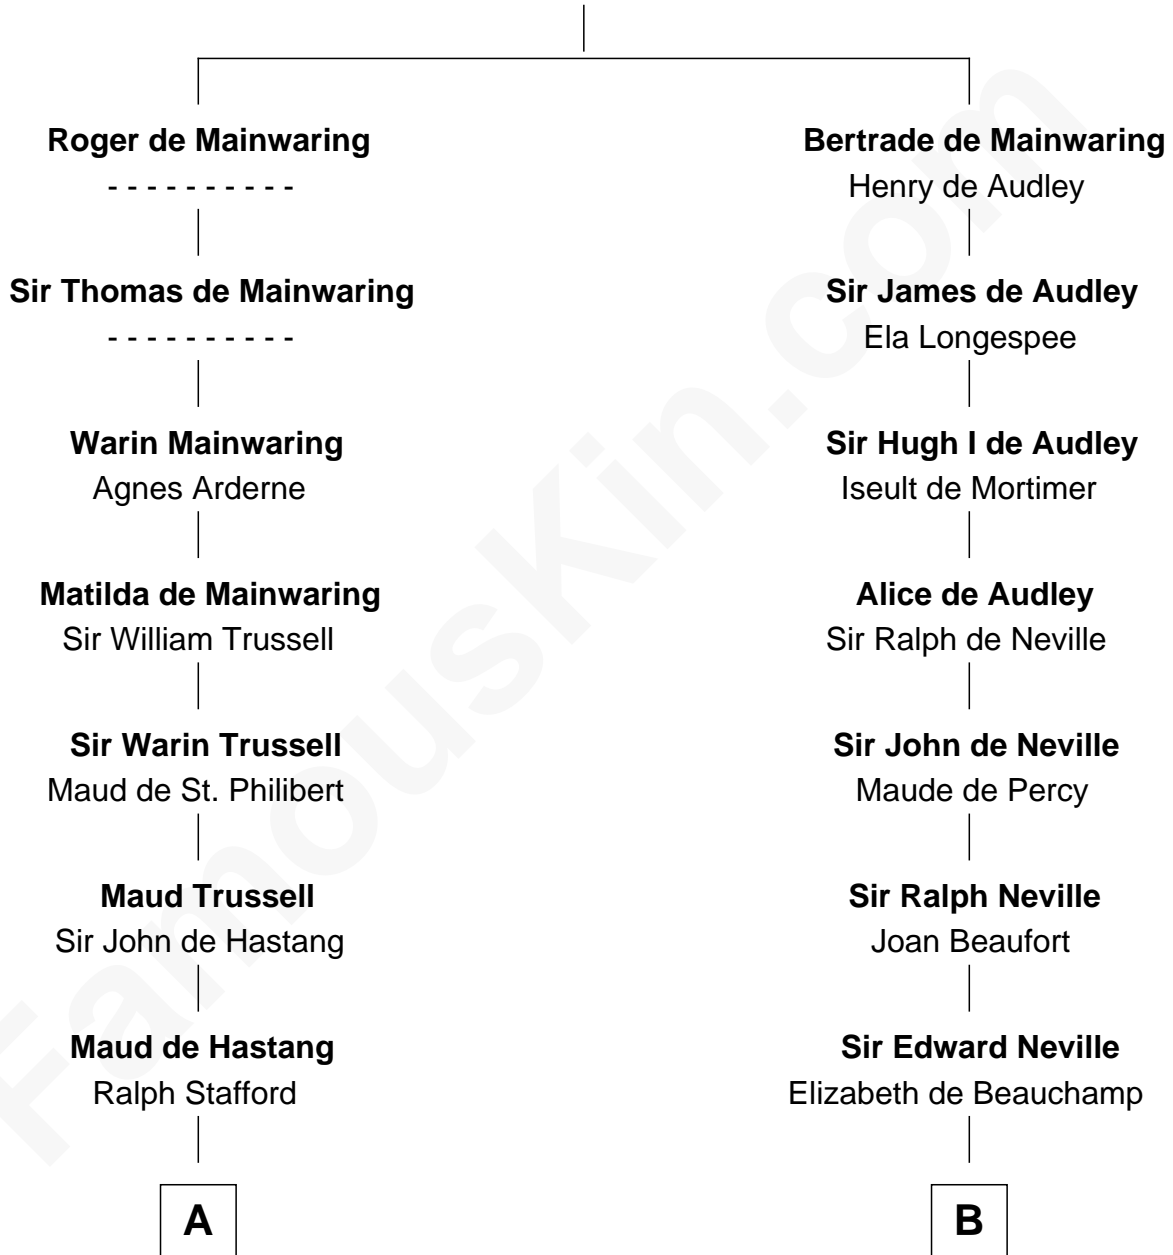 Roger de Mainwaring
- - - - - - - - - -
Sir Thomas de Mainwaring
- - - - - - - - - -
Warin Mainwaring
Agnes Arderne
Matilda de Mainwaring
Sir William Trussell
Sir Warin Trussell
Maud de St. Philibert
Maud Trussell
Sir John de Hastang
Maud de Hastang
Ralph Stafford
A
Bertrade de Mainwaring
Henry de Audley
Sir James de Audley
Ela Longespee
Sir Hugh I de Audley
Iseult de Mortimer
Alice de Audley
Sir Ralph de Neville
Sir John de Neville
Maude de Percy
Sir Ralph Neville
Joan Beaufort
Sir Edward Neville
Elizabeth de Beauchamp
B
FamousKin.com